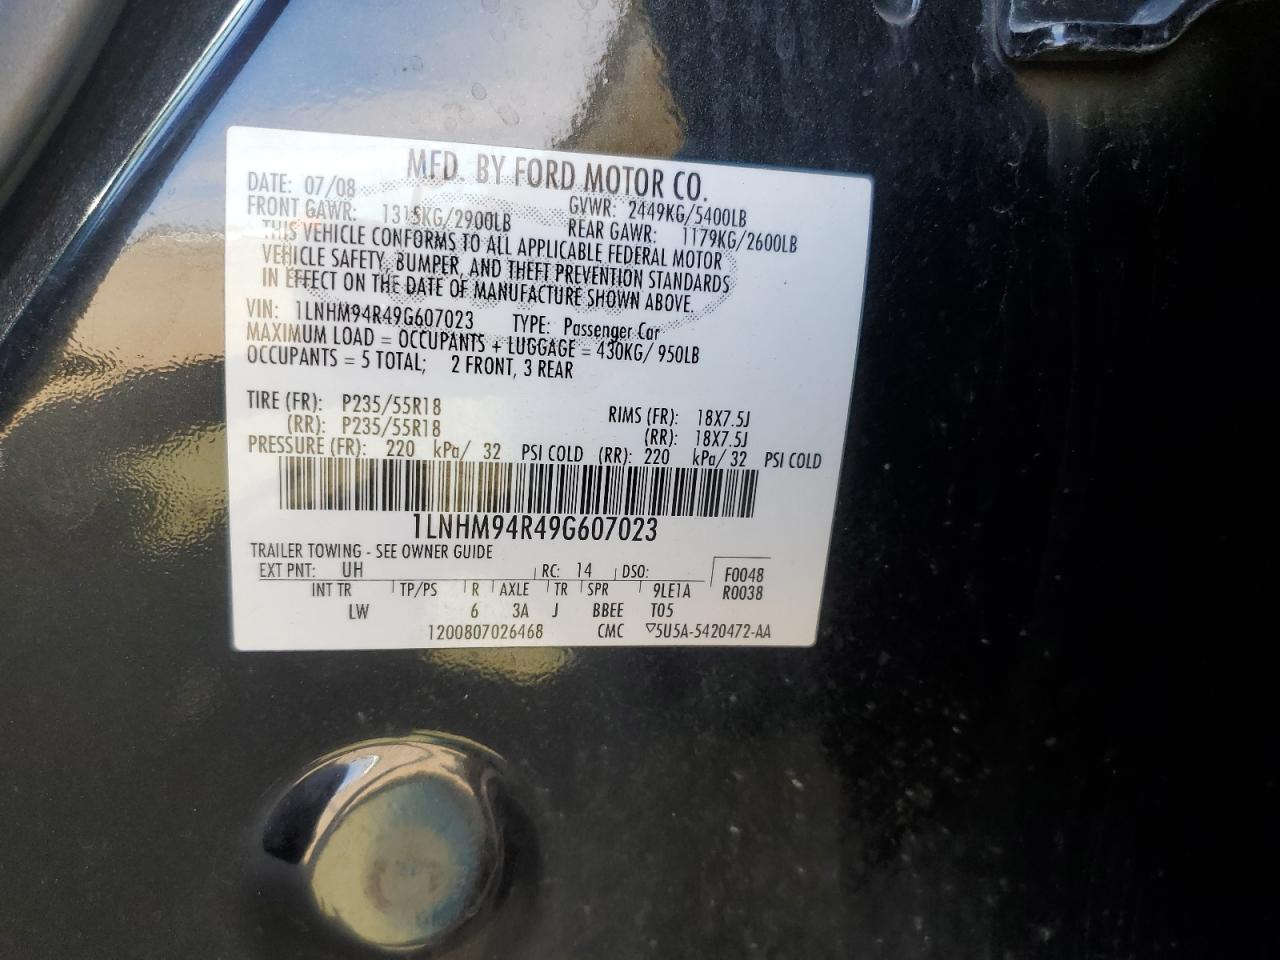 MFD. BY FORD MOTOR CO.
DATE: 07/08 GVWR: 2449KG/5400LB
FRONT GAWR: 1315KG/2900LB REAR GAWR: 1179KG/2600LB
THIS VEHICLE CONFORMS TO ALL APPLICABLE FEDERAL MOTOR
VEHICLE SAFETY, BUMPER, AND THEFT PREVENTION STANDARDS
IN EFFECT ON THE DATE OF MANUFACTURE SHOWN ABOVE.
VIN: 1LNHM94R49G607023 TYPE: Passenger Car
MAXIMUM LOAD = OCCUPANTS + LUGGAGE = 430KG/ 950LB
OCCUPANTS = 5 TOTAL; 2 FRONT, 3 REAR
TIRE (FR): P235/55R18 RIMS (FR): 18X7.5J
(RR): P235/55R18 (RR): 18X7.5J
PRESSURE (FR): 220 kPa/ 32 PSI COLD (RR): 220 kPa/ 32 PSI COLD
1LNHM94R49G607023
TRAILER TOWING - SEE OWNER GUIDE
EXT PNT: UH RC: 14 DSO: F0048
INT TR TP/PS R AXLE TR SPR 9LE1A R0038
LW 6 3A J BBEE T05
1200807026468 CMC ▽5U5A-5420472-AA